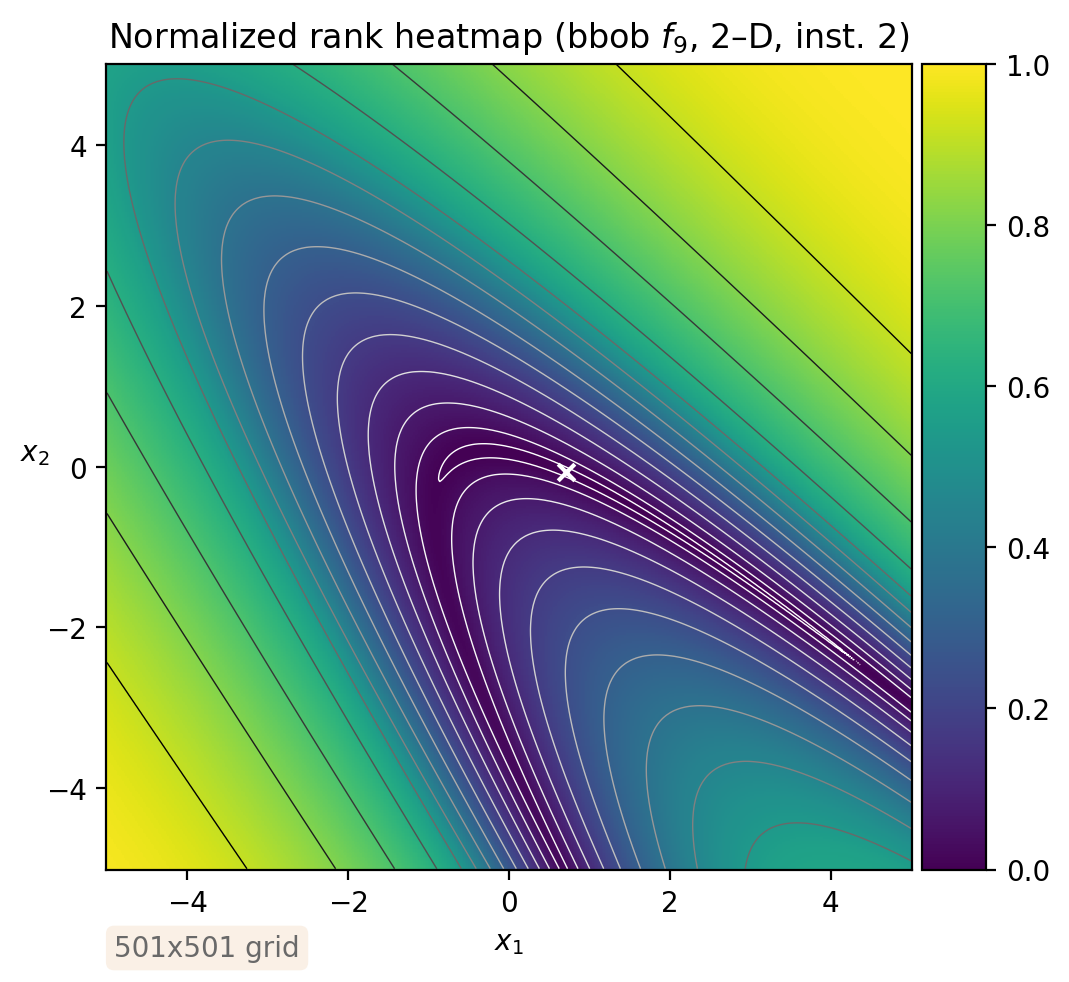 Normalized rank heatmap (bbob f₉, 2–D, inst. 2)
1.0
0.8
0.6
0.4
0.2
0.0
4
2
0
−2
−4
x₂
−4 −2 0 2 4
x₁
501x501 grid